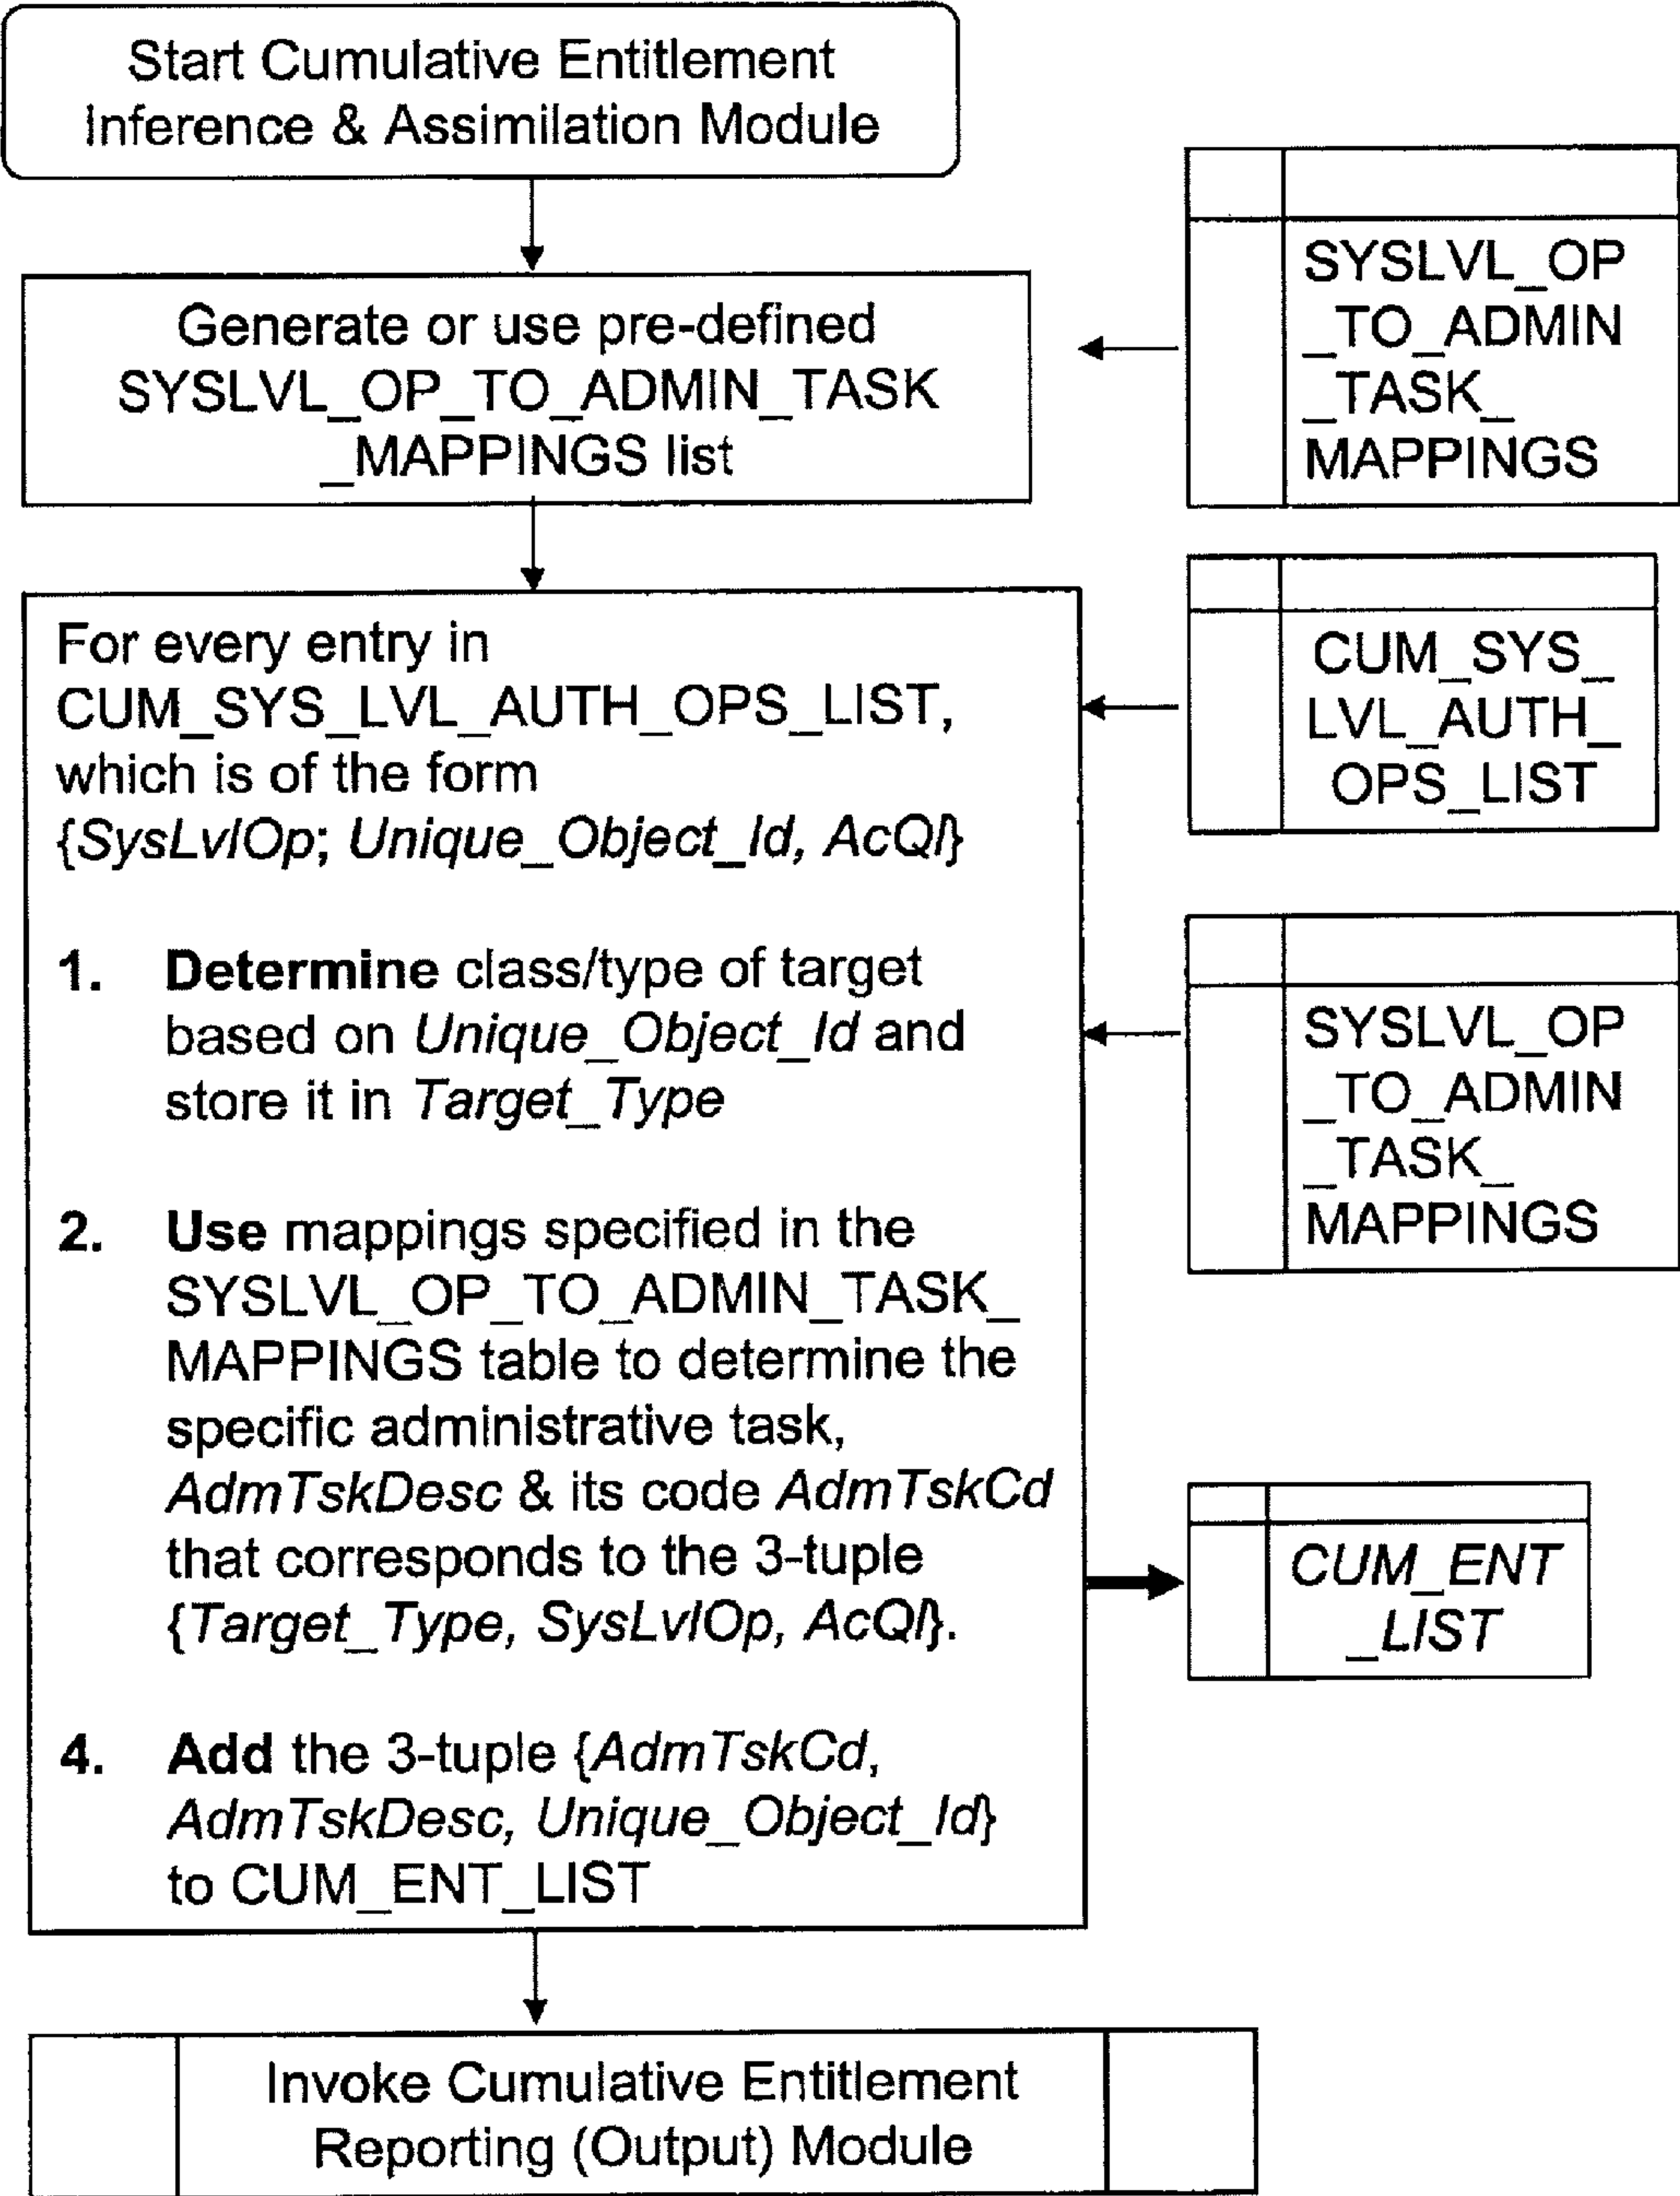 Start Cumulative Entitlement
Inference & Assimilation Module
Generate or use pre-defined
SYSLVL_OP_TO_ADMIN_TASK
_MAPPINGS list
SYSLVL_OP
_TO_ADMIN
_TASK_
MAPPINGS
For every entry in
CUM_SYS_LVL_AUTH_OPS_LIST,
which is of the form
{SysLvlOp; Unique_Object_Id, AcQl}
1. Determine class/type of target
based on Unique_Object_Id and
store it in Target_Type
2. Use mappings specified in the
SYSLVL_OP_TO_ADMIN_TASK_
MAPPINGS table to determine the
specific administrative task,
AdmTskDesc & its code AdmTskCd
that corresponds to the 3-tuple
{Target_Type, SysLvlOp, AcQl}.
4. Add the 3-tuple {AdmTskCd,
AdmTskDesc, Unique_Object_Id}
to CUM_ENT_LIST
CUM_SYS_
LVL_AUTH_
OPS_LIST
SYSLVL_OP
_TO_ADMIN
_TASK_
MAPPINGS
CUM_ENT
_LIST
Invoke Cumulative Entitlement
Reporting (Output) Module